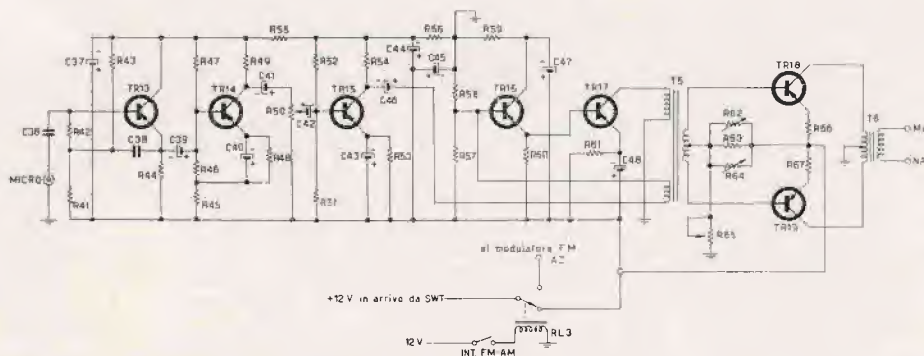 R55
R56
R59
C37
R43
R47
R49
R52
R54
C44
C45
C47
C41
R58
TR13
TR14
TR15
TR16
TR17
T5
TR18
R50
C42
C46
C36
R42
C38
C39
C40
R48
C43
R53
R57
R60
R61
C48
R62
R63
R64
R66
R67
T6
MA
NA
MICRO
R41
R44
R46
R45
R51
R65
TR19
al modulatore FM
A2
+12 V in arrivo da SWT
RL3
12V
INT. FM-AM